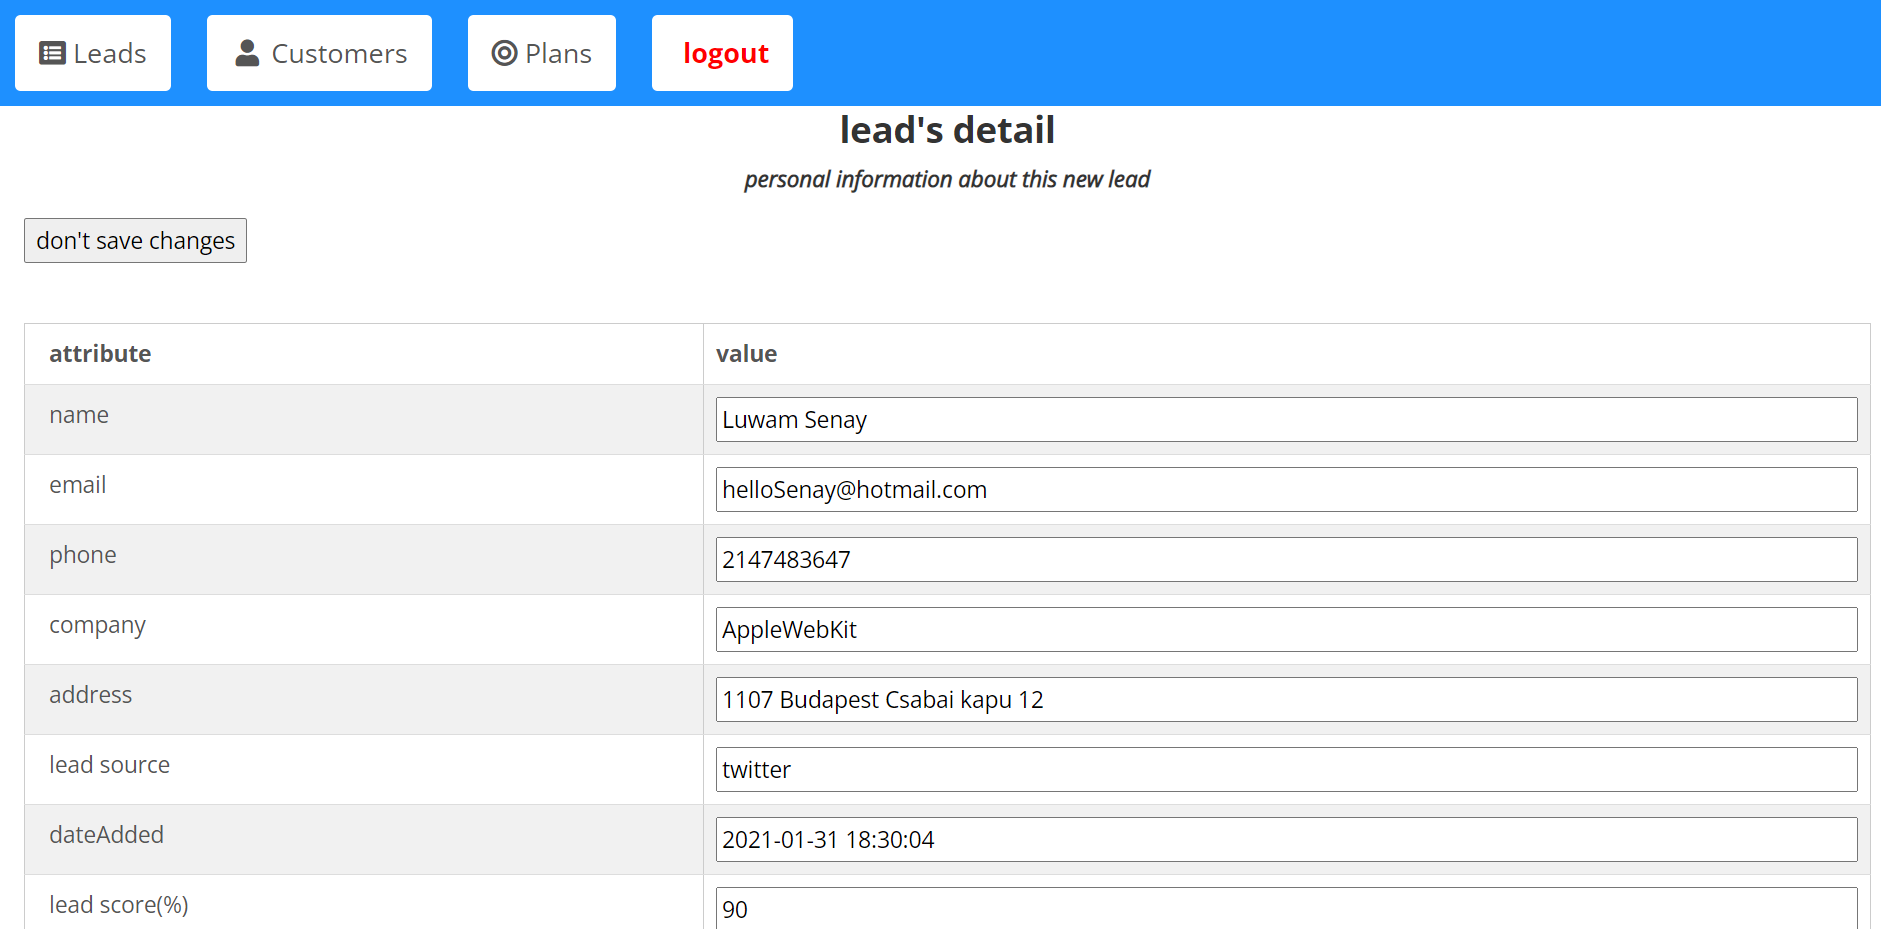 Leads Customers Plans logout
lead's detail
personal information about this new lead
don't save changes
attribute value
name Luwam Senay
email helloSenay@hotmail.com
phone 2147483647
company AppleWebKit
address 1107 Budapest Csabai kapu 12
lead source twitter
dateAdded 2021-01-31 18:30:04
lead score(%) 90